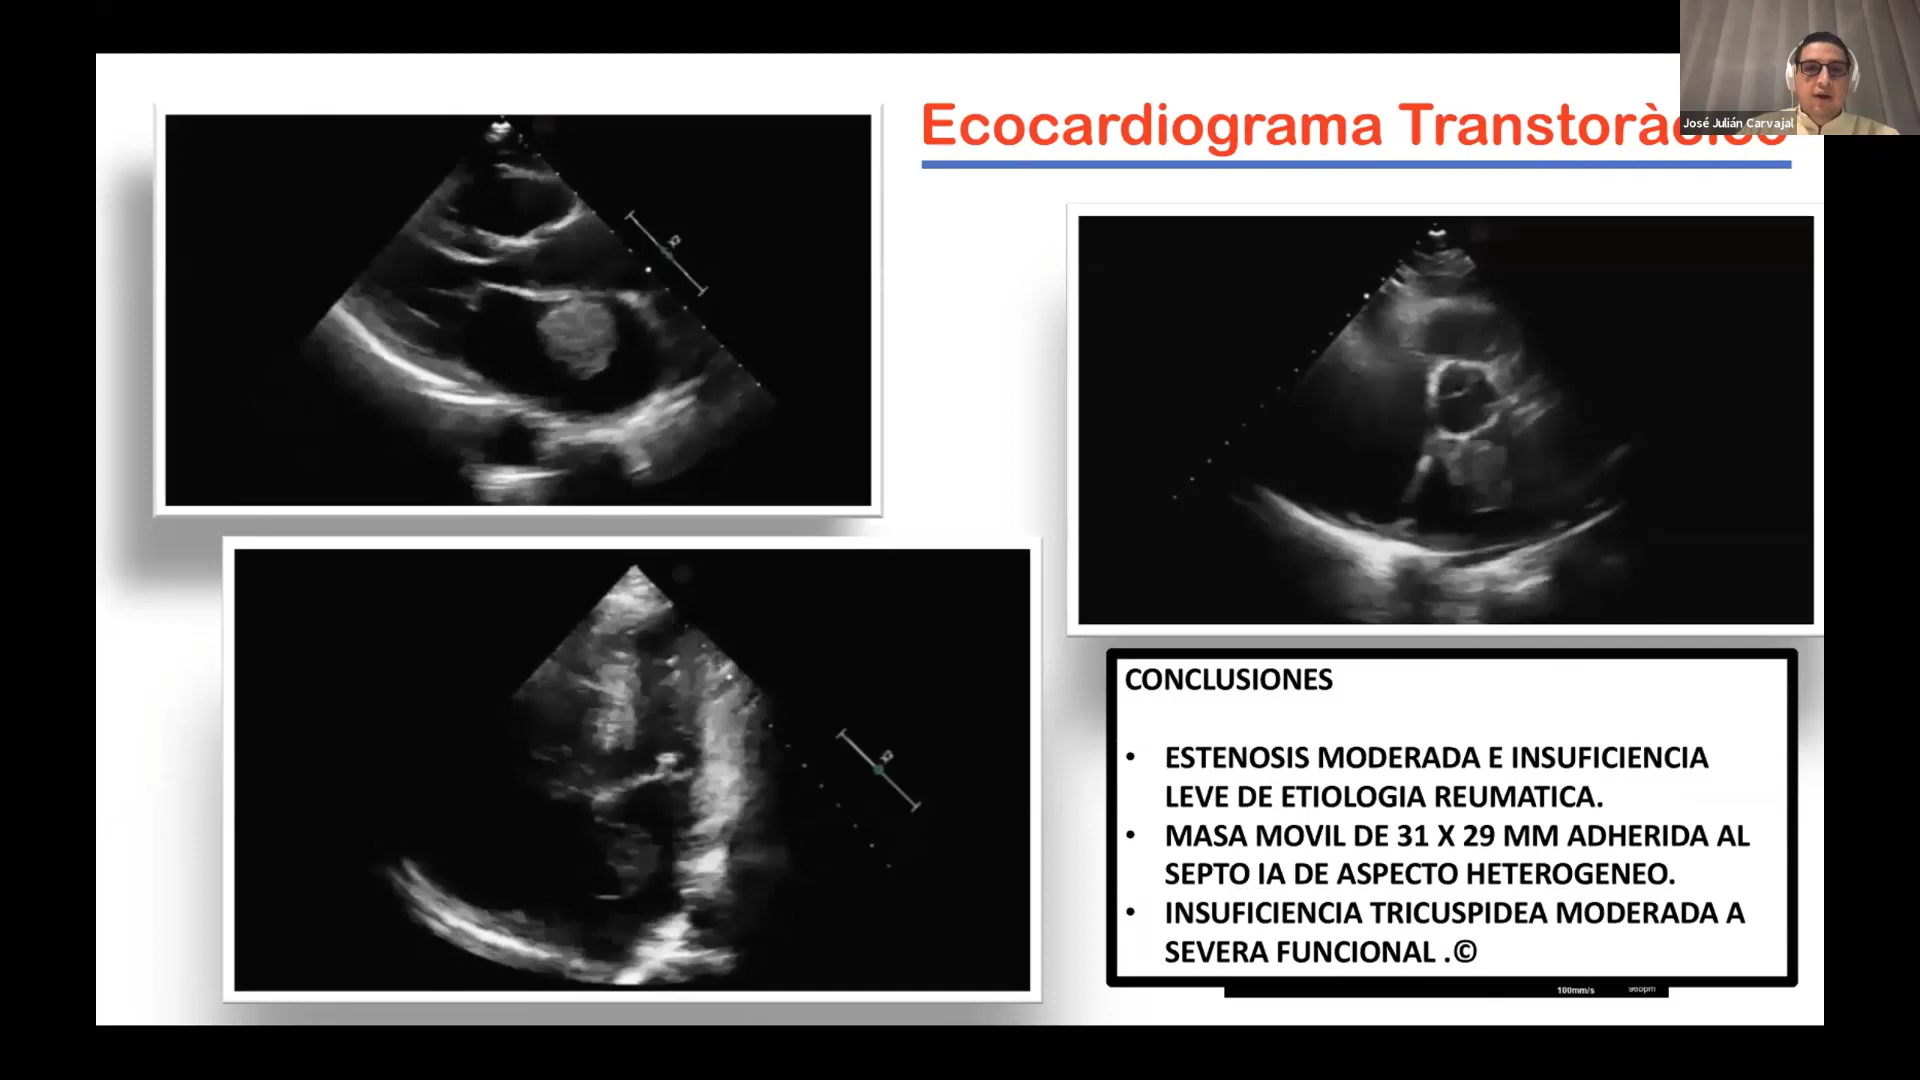 Ecocardiograma Transtoràcico
José Julián Carvajal
CONCLUSIONES
• ESTENOSIS MODERADA E INSUFICIENCIA
LEVE DE ETIOLOGIA REUMATICA.
• MASA MOVIL DE 31 X 29 MM ADHERIDA AL
SEPTO IA DE ASPECTO HETEROGENEO.
• INSUFICIENCIA TRICUSPIDEA MODERADA A
SEVERA FUNCIONAL .©
100mm/s